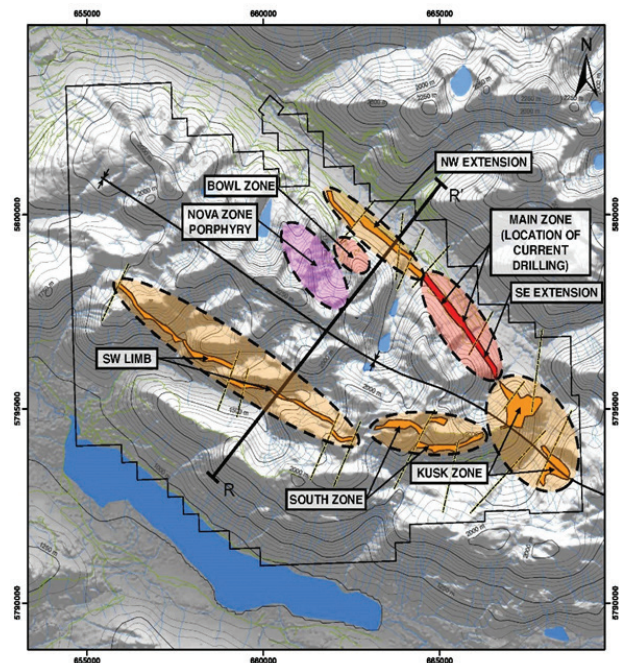 655000 660000 665000
N
NW EXTENSION
BOWL ZONE
R'
NOVA ZONE
PORPHYRY
MAIN ZONE
(LOCATION OF
CURRENT
DRILLING)
SE EXTENSION
5800000 5800000
SW LIMB
5795000 5795000
KUSK ZONE
R
SOUTH ZONE
5790000 5790000
655000 660000 665000